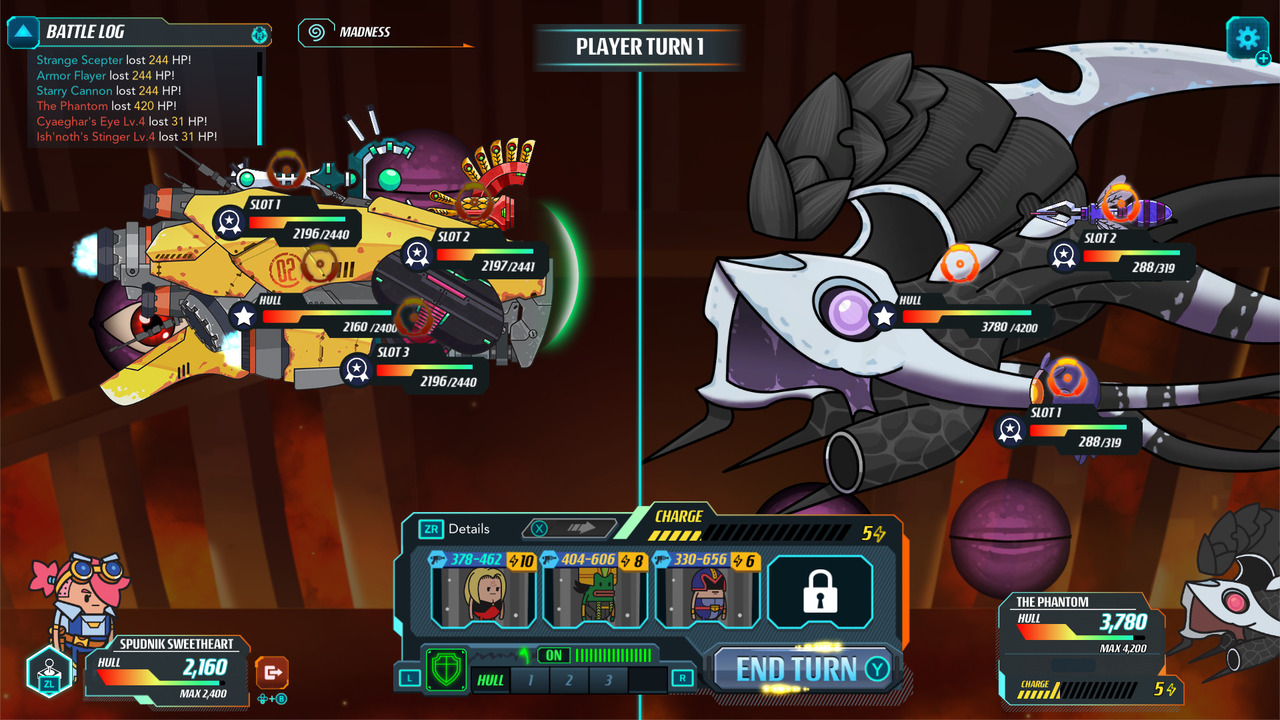 BATTLE LOG
MADNESS
PLAYER TURN 1
Strange Scepter lost 244 HP!
Armor Flayer lost 244 HP!
Starry Cannon lost 244 HP!
The Phantom lost 420 HP!
Cyaeghar's Eye Lv.4 lost 31 HP!
Ish'noth's Stinger Lv.4 lost 31 HP!
SLOT 1
2196/2440
SLOT 2
2197/2441
02
HULL
2160/2400
SLOT 3
2196/2440
SLOT 2
288/319
HULL
3780/4200
SLOT 1
288/319
ZR Details
X
CHARGE
5
378-462 10
404-606 8
330-656 6
ON
L HULL 1 2 3 R
END TURN Y
SPUDNIK SWEETHEART
HULL 2,160
MAX 2,400
ZL
+B
THE PHANTOM
HULL 3,780
MAX 4,200
CHARGE 5